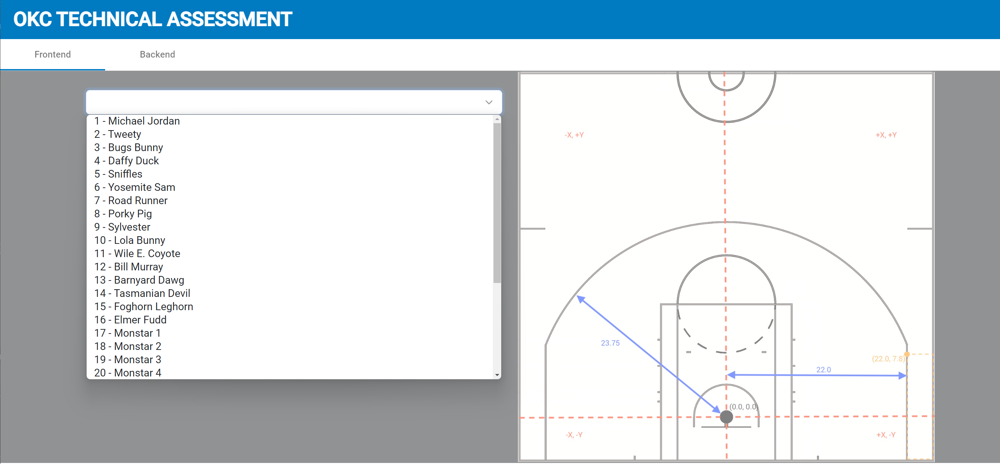 OKC TECHNICAL ASSESSMENT
Frontend
Backend
1 - Michael Jordan
2 - Tweety
3 - Bugs Bunny
4 - Daffy Duck
5 - Sniffles
6 - Yosemite Sam
7 - Road Runner
8 - Porky Pig
9 - Sylvester
10 - Lola Bunny
11 - Wile E. Coyote
12 - Bill Murray
13 - Barnyard Dawg
14 - Tasmanian Devil
15 - Foghorn Leghorn
16 - Elmer Fudd
17 - Monstar 1
18 - Monstar 2
19 - Monstar 3
20 - Monstar 4
-X, +Y
+X, +Y
23.75
(22.0, 7.8)
22.0
(0.0, 0.0)
-X, -Y
+X, -Y